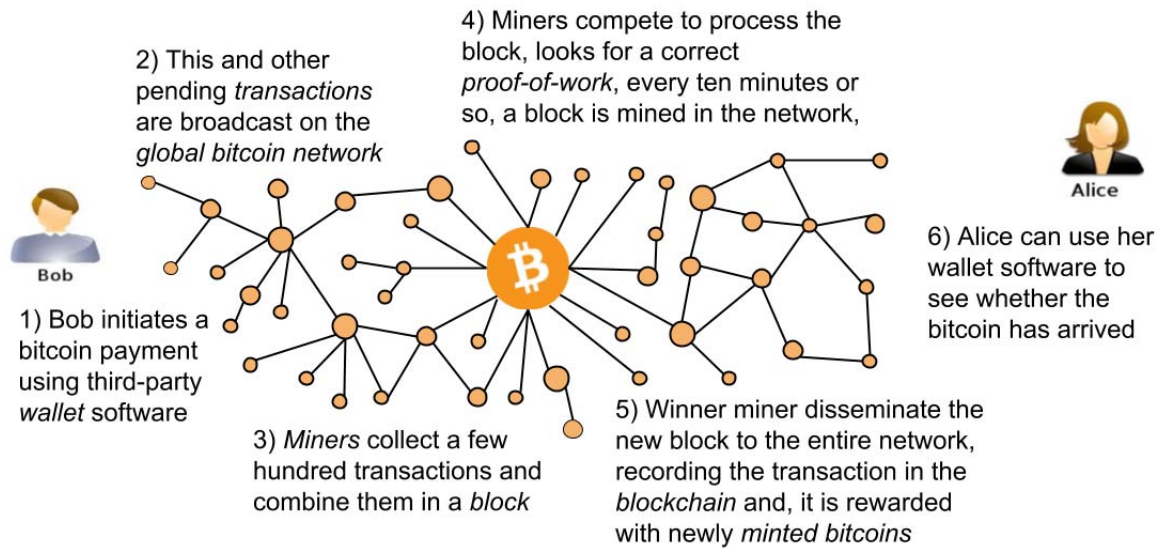 Bob
1) Bob initiates a
bitcoin payment
using third-party
wallet software
2) This and other
pending transactions
are broadcast on the
global bitcoin network
3) Miners collect a few
hundred transactions and
combine them in a block
4) Miners compete to process the
block, looks for a correct
proof-of-work, every ten minutes or
so, a block is mined in the network,
5) Winner miner disseminate the
new block to the entire network,
recording the transaction in the
blockchain and, it is rewarded
with newly minted bitcoins
Alice
6) Alice can use her
wallet software to
see whether the
bitcoin has arrived